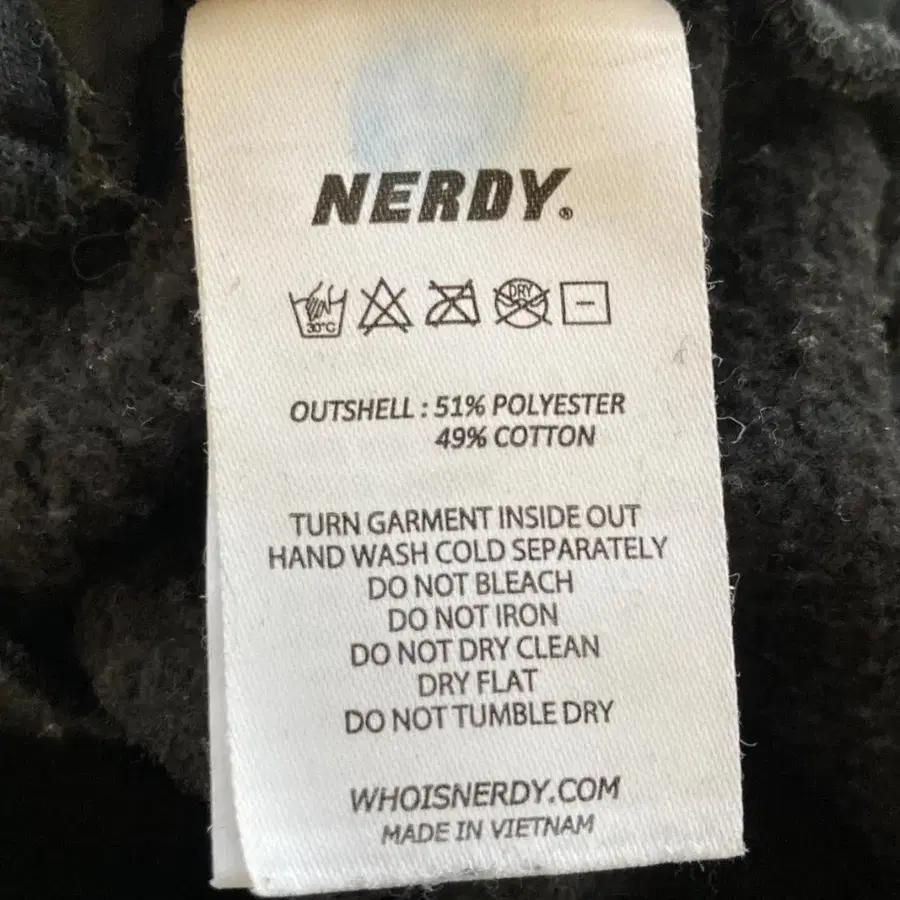 NERDY.®
30°C DRY
OUTSHELL : 51% POLYESTER
49% COTTON
TURN GARMENT INSIDE OUT
HAND WASH COLD SEPARATELY
DO NOT BLEACH
DO NOT IRON
DO NOT DRY CLEAN
DRY FLAT
DO NOT TUMBLE DRY
WHOISNERDY.COM
MADE IN VIETNAM